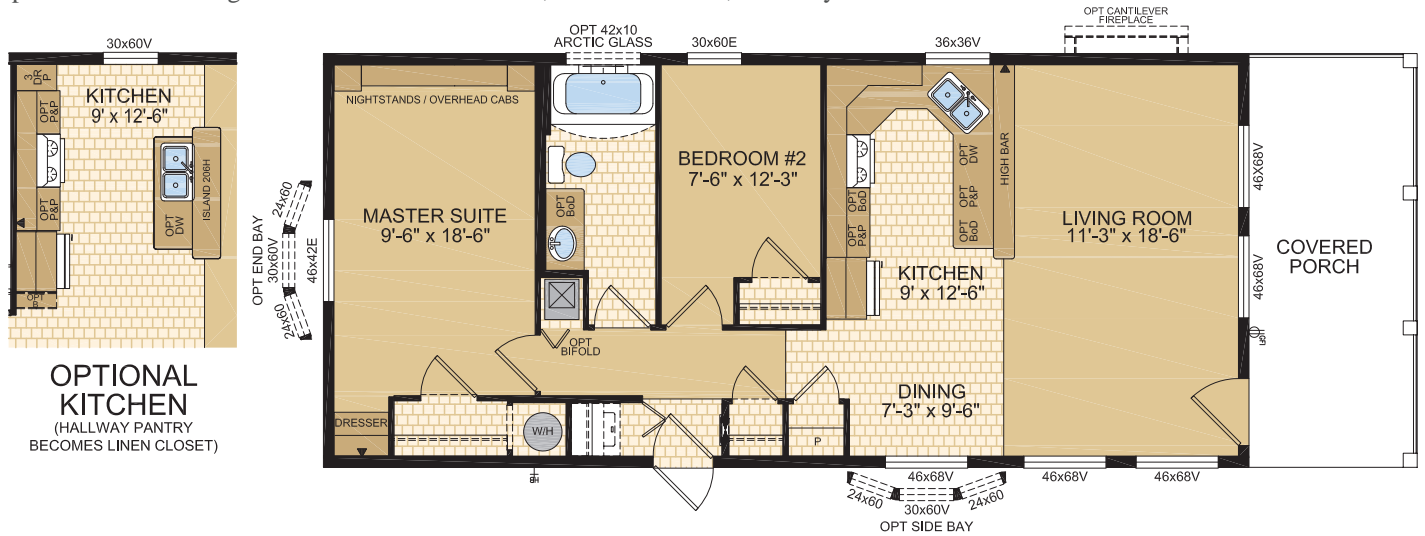 30x60V
3 DR
P
KITCHEN
9' x 12'-6"
OPT
P&P
OPT
P&P
OPT
DW
ISLAND 206H
OPT
OPTIONAL
KITCHEN
(HALLWAY PANTRY
BECOMES LINEN CLOSET)
OPT 42x10
ARCTIC GLASS
30x60E
36x36V
OPT CANTILEVER
FIREPLACE
NIGHTSTANDS / OVERHEAD CABS
OPT END BAY
24x60
30x60V
24x60
46x42E
MASTER SUITE
9'-6" x 18'-6"
OPT
BoD
BEDROOM #2
7'-6" x 12'-3"
OPT
BoD
OPT
P&P
OPT
DW
OPT
P&P
OPT
BoD
HIGH BAR
KITCHEN
9' x 12'-6"
LIVING ROOM
11'-3" x 18'-6"
46x68V
46x68V
COVERED
PORCH
GFI
OPT
BIFOLD
DINING
7'-3" x 9'-6"
DRESSER
W/H
P
46x68V
46x68V
46x68V
24x60
30x60V
24x60
OPT SIDE BAY